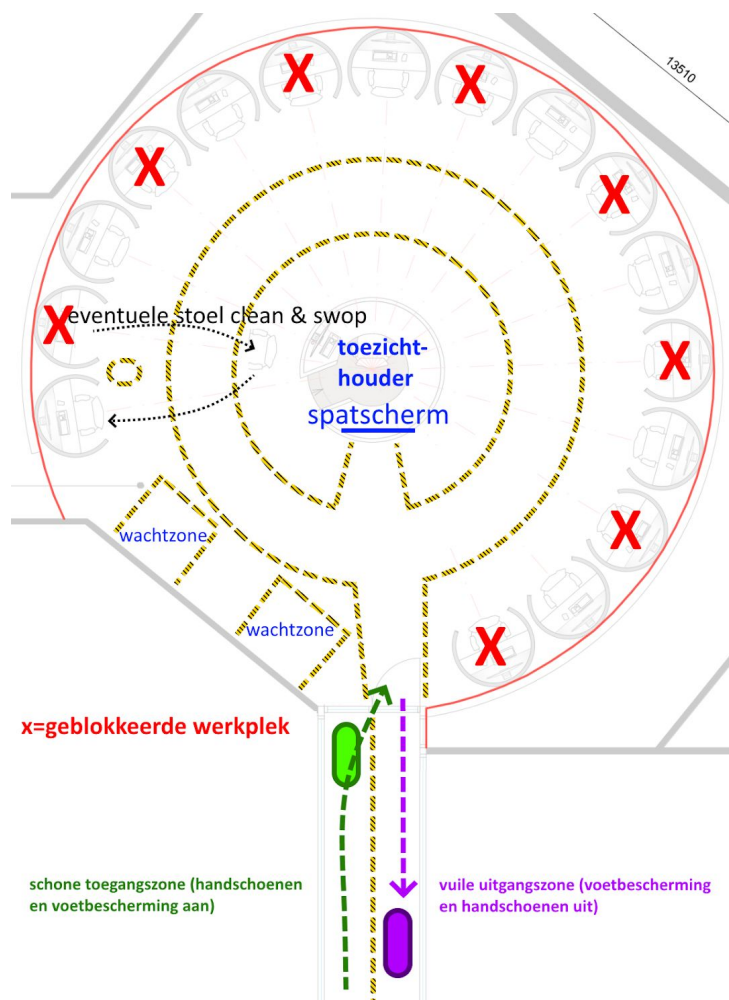 X
X
13510
X
X
X eventuele stoel clean & swop
toezicht-
houder
X
spatscherm
X
wachtzone
wachtzone
X
x=geblokkeerde werkplek
schone toegangszone (handschoenen
en voetbescherming aan)
vuile uitgangszone (voetbescherming
en handschoenen uit)